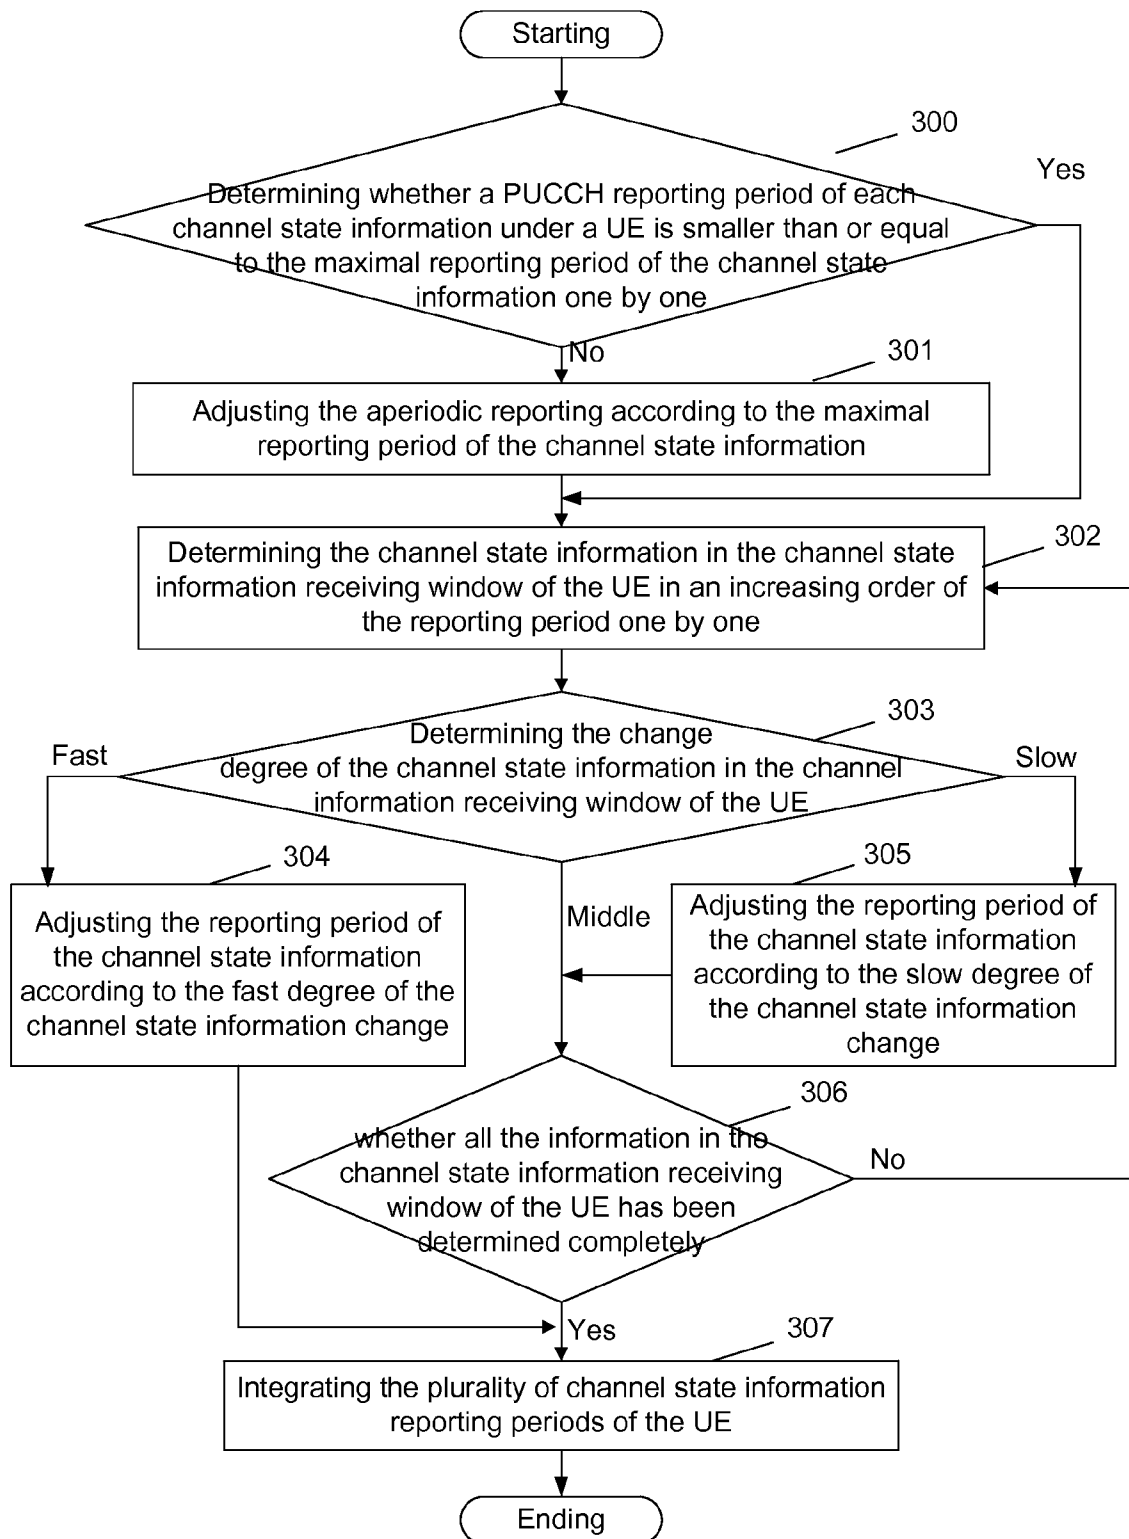 Starting
300
Yes
Determining whether a PUCCH reporting period of each
channel state information under a UE is smaller than or equal
to the maximal reporting period of the channel state
information one by one
No
301
Adjusting the aperiodic reporting according to the maximal
reporting period of the channel state information
302
Determining the channel state information in the channel state
information receiving window of the UE in an increasing order of
the reporting period one by one
303
Fast
Slow
Determining the change
degree of the channel state information in the channel
information receiving window of the UE
304
305
Adjusting the reporting period of
the channel state information
according to the fast degree of the
channel state information change
Middle
Adjusting the reporting period of
the channel state information
according to the slow degree of
the channel state information
change
306
whether all the information in the
channel state information receiving
window of the UE has been
determined completely
No
Yes
307
Integrating the plurality of channel state information
reporting periods of the UE
Ending